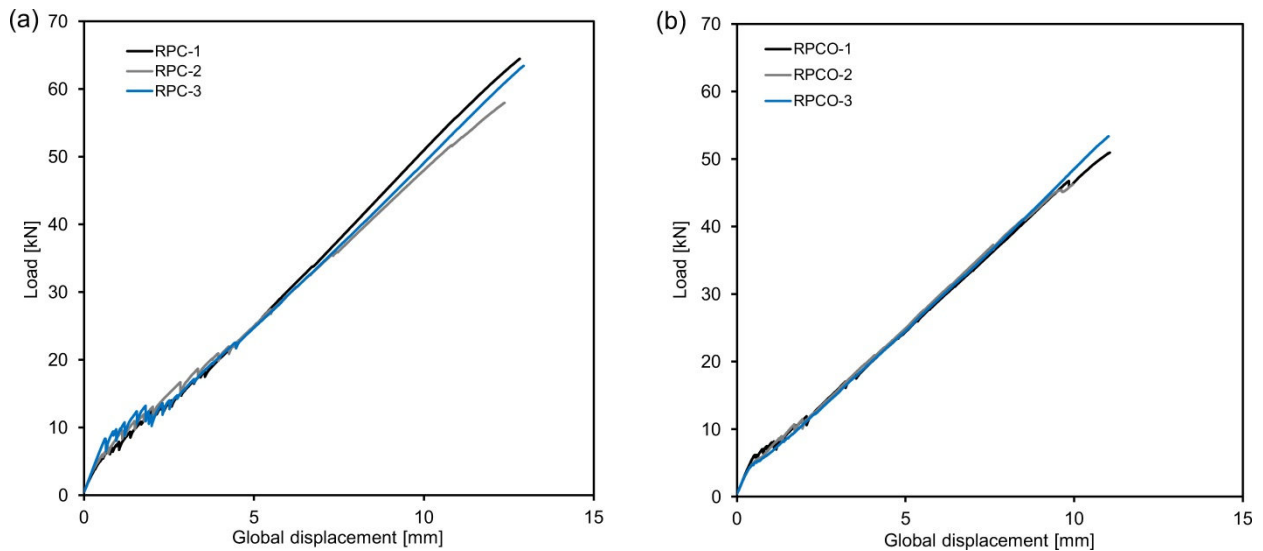 (a)
70
60
50
40
30
20
10
0
Load [kN]
RPC-1
RPC-2
RPC-3
0 5 10 15
Global displacement [mm]
(b)
70
60
50
40
30
20
10
0
Load [kN]
RPCO-1
RPCO-2
RPCO-3
0 5 10 15
Global displacement [mm]